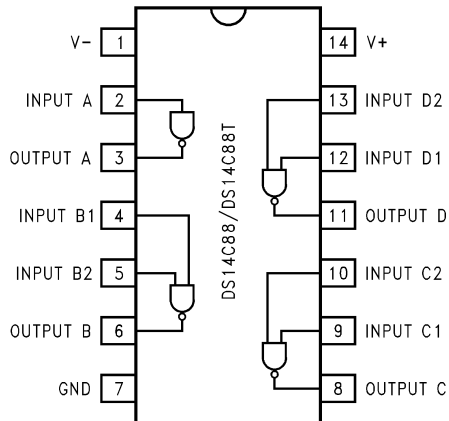 V- 1
INPUT A 2
OUTPUT A 3
INPUT B1 4
INPUT B2 5
OUTPUT B 6
GND 7
DS14C88/DS14C88T
14 V+
13 INPUT D2
12 INPUT D1
11 OUTPUT D
10 INPUT C2
9 INPUT C1
8 OUTPUT C